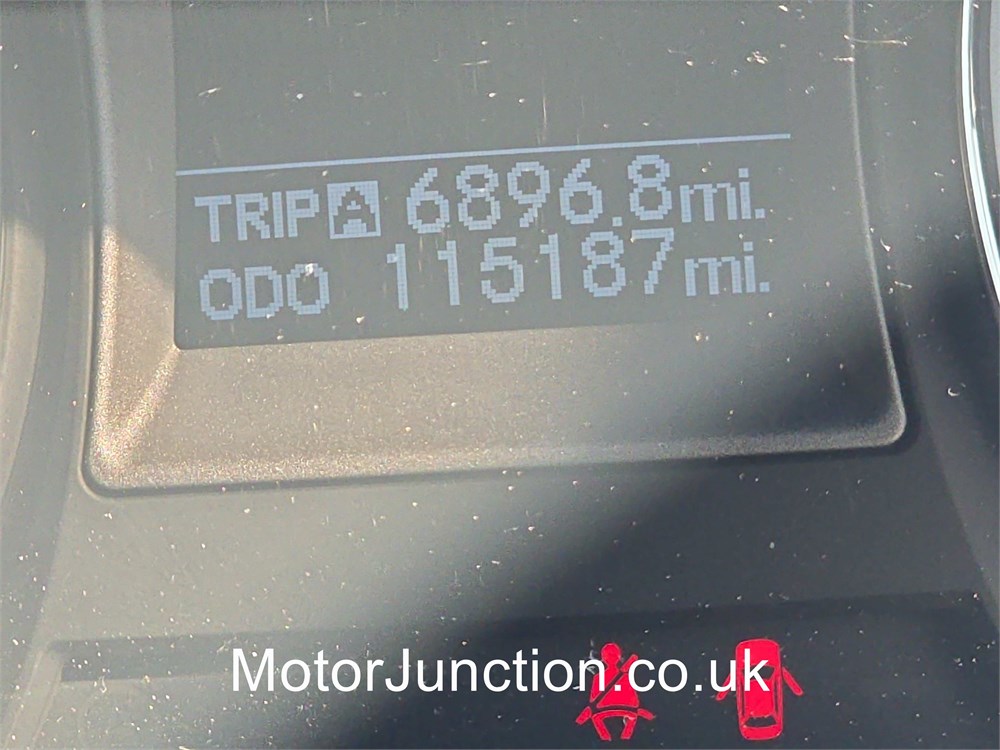 TRIP A 6896.8mi.
ODO 115187mi.
MotorJunction.co.uk